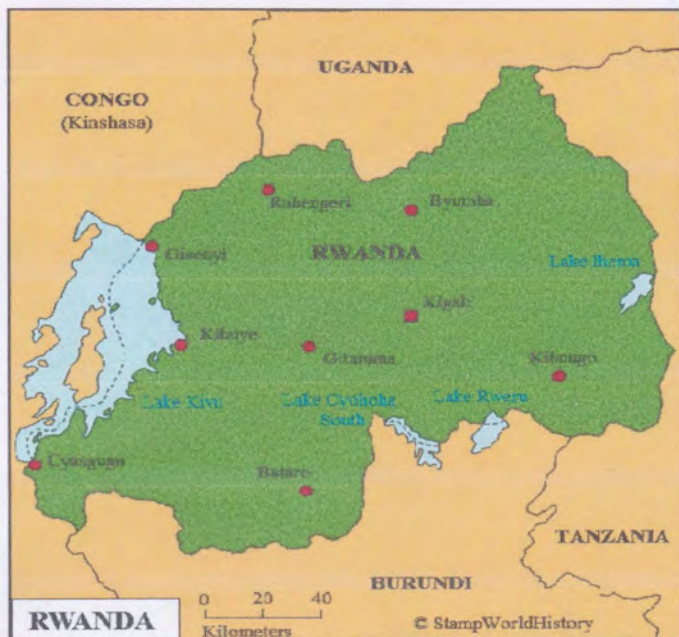 UGANDA
CONGO
(Kinshasa)
Ruhengeri
Byumba
Gisenyi
RWANDA
Lake Ihema
Kigali
Kibuye
Gitarama
Kibungo
Lake Kivu
Lake Cyohoha
South
Lake Rweru
Butare
TANZANIA
BURUNDI
0 20 40
Kilometers
RWANDA
© StampWorldHistory